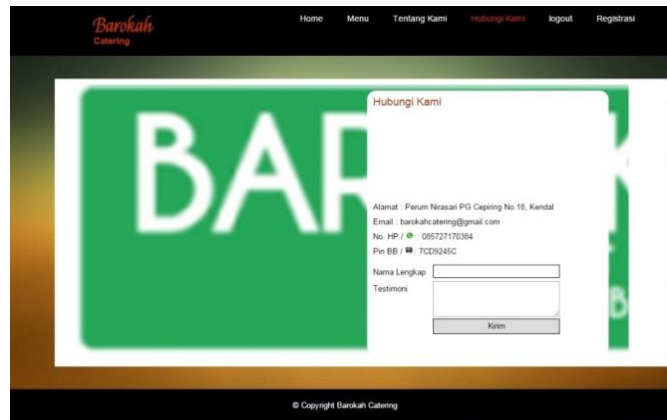 Barokah
Catering
Home Menu Tentang Kami Hubungi Kami logout Registrasi
BAR K
Hubungi Kami
Alamat : Perum Nirasari PG Cepiring No.18, Kendal
Email : barokahcatering@gmail.com
No. HP / : 085727170384
Pin BB / : 7CD9245C
Nama Lengkap
Testimoni
B
Kirim
© Copyright Barokah Catering